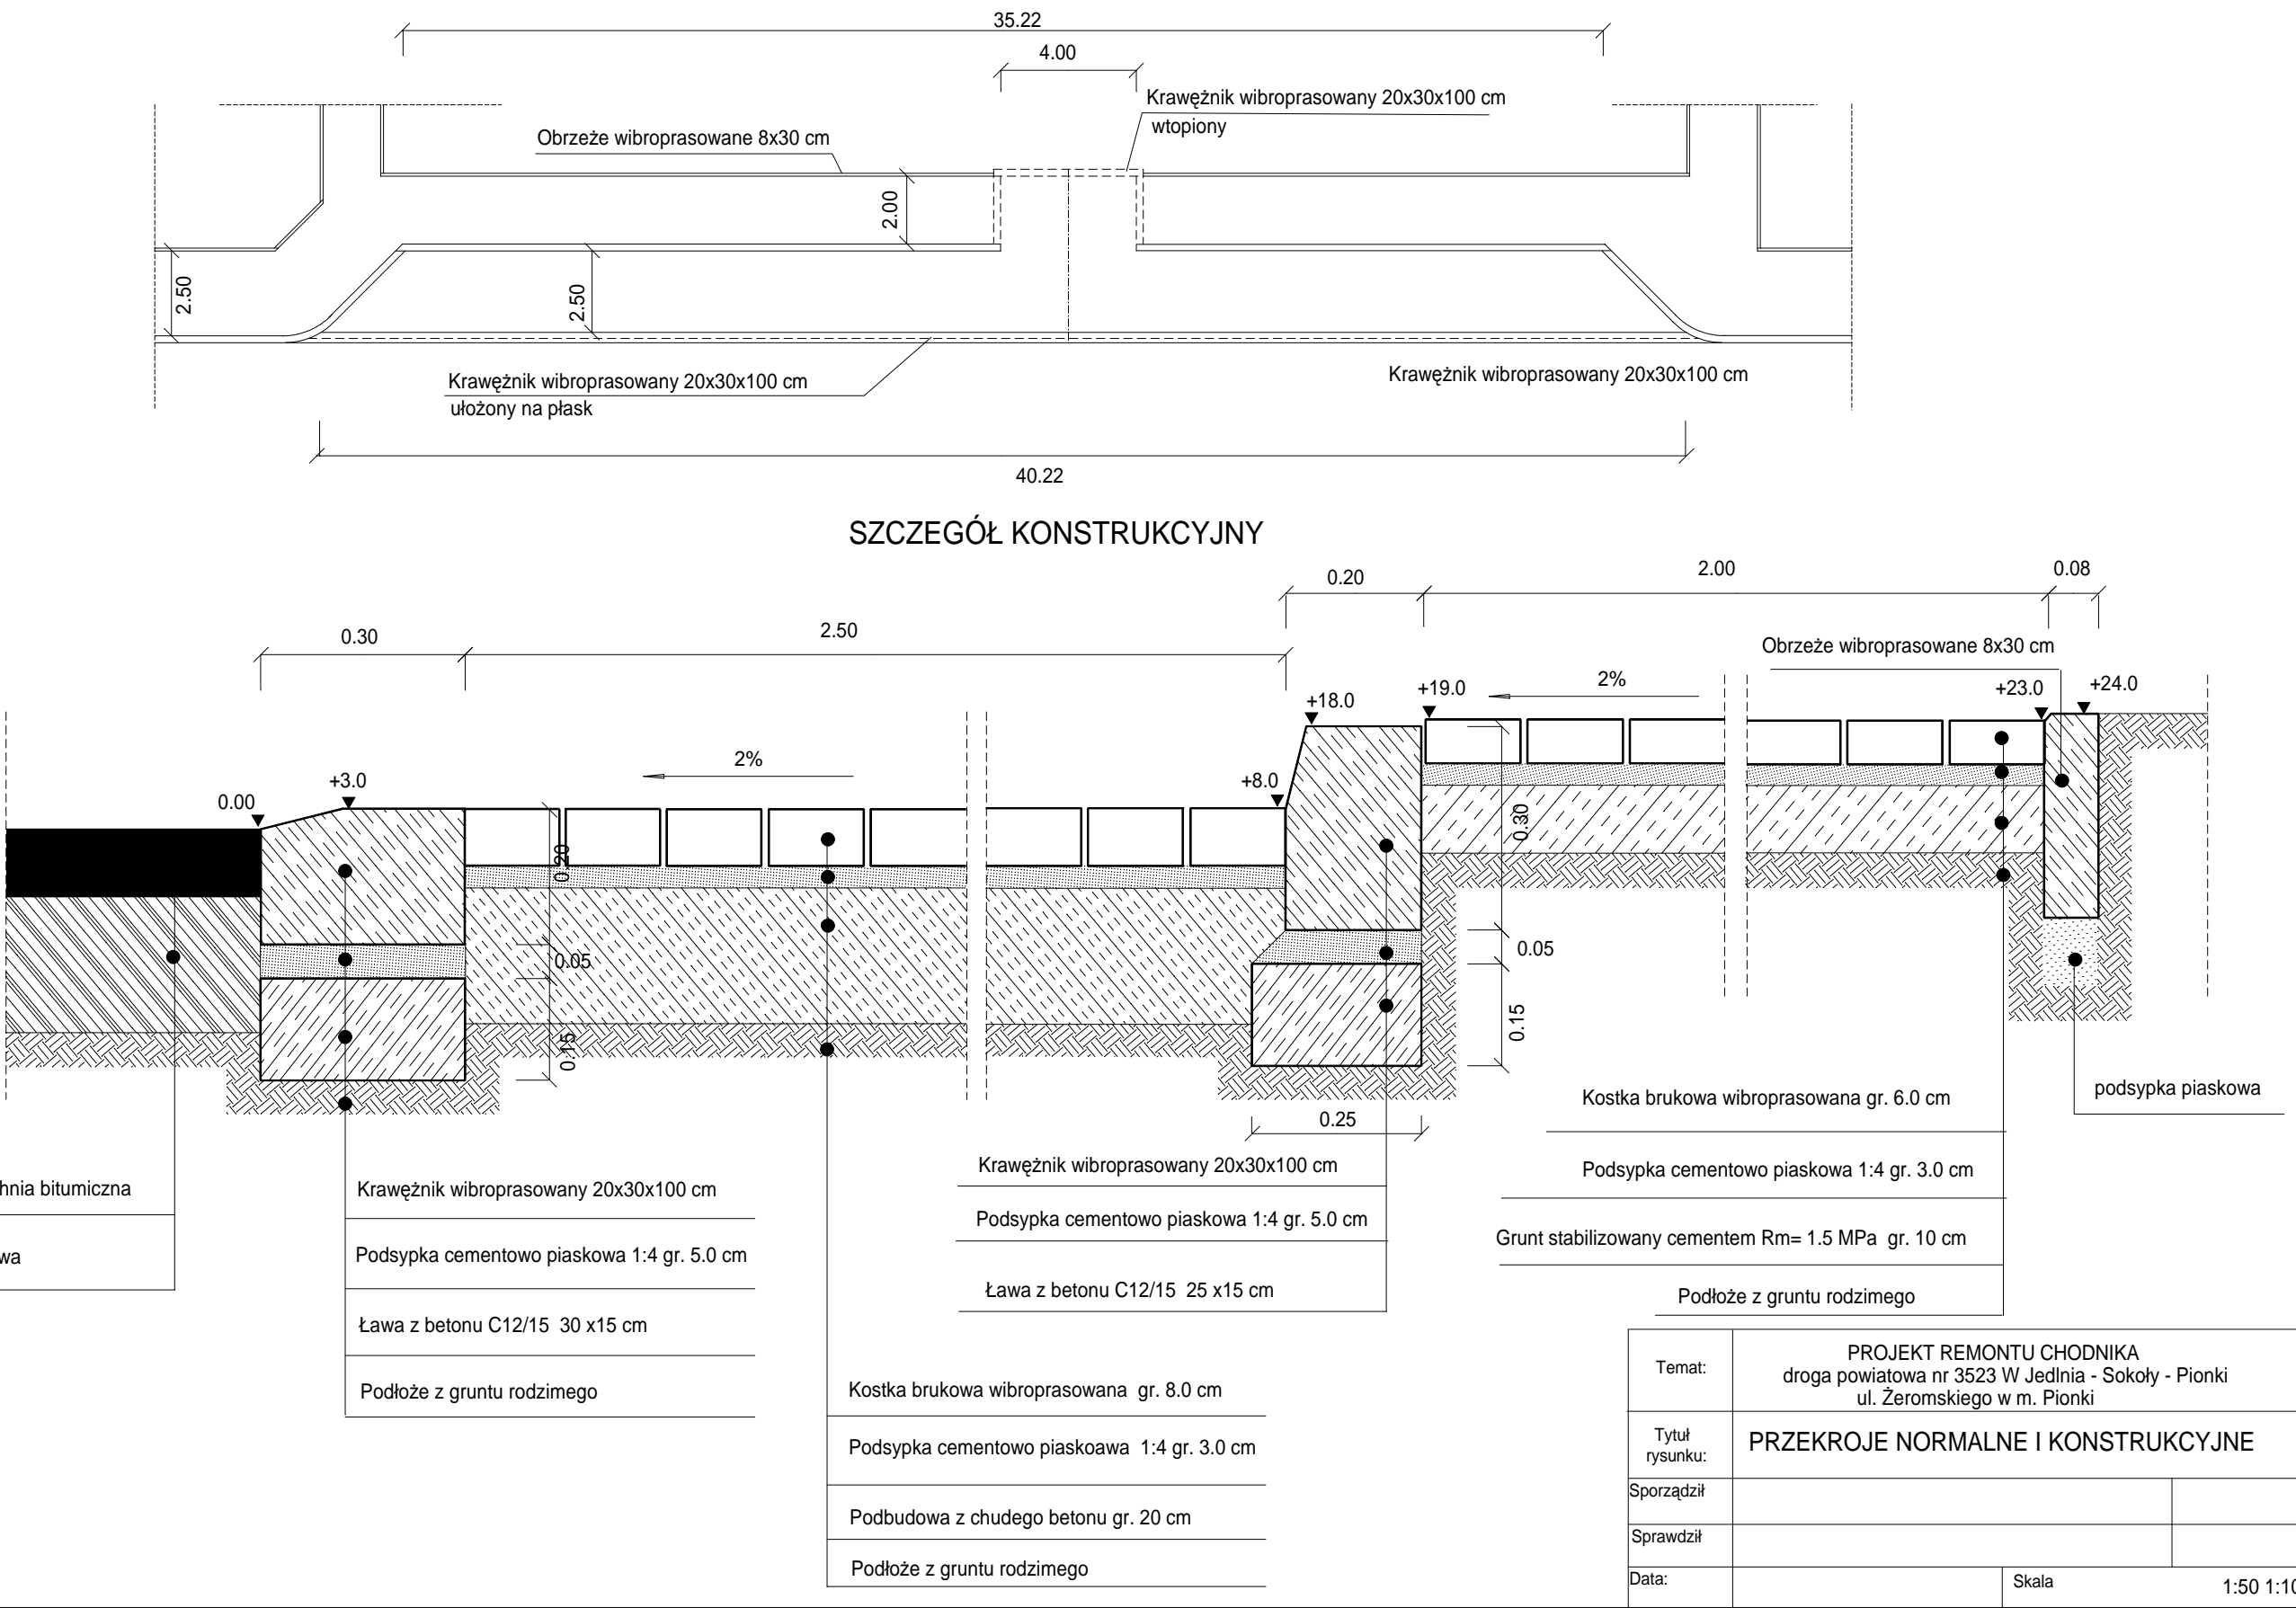 35.22
4.00
Krawężnik wibroprasowany 20x30x100 cm
wtopiony
Obrzeże wibroprasowane 8x30 cm
2.00
2.50
2.50
Krawężnik wibroprasowany 20x30x100 cm
ułożony na płask
Krawężnik wibroprasowany 20x30x100 cm
40.22
SZCZEGÓŁ KONSTRUKCYJNY
0.20
2.00
0.08
0.30
2.50
Obrzeże wibroprasowane 8x30 cm
+18.0
+19.0
2%
+23.0
+24.0
2%
+3.0
+8.0
0.00
0.20
0.30
0.05
0.05
0.15
0.15
0.25
podsypka piaskowa
Kostka brukowa wibroprasowana gr. 6.0 cm
Podsypka cementowo piaskowa 1:4 gr. 3.0 cm
Grunt stabilizowany cementem Rm= 1.5 MPa gr. 10 cm
Podłoże z gruntu rodzimego
Krawężnik wibroprasowany 20x30x100 cm
Podsypka cementowo piaskowa 1:4 gr. 5.0 cm
Ława z betonu C12/15 25 x15 cm
hnia bitumiczna
wa
Krawężnik wibroprasowany 20x30x100 cm
Podsypka cementowo piaskowa 1:4 gr. 5.0 cm
Ława z betonu C12/15 30 x15 cm
Podłoże z gruntu rodzimego
Kostka brukowa wibroprasowana gr. 8.0 cm
Podsypka cementowo piaskoawa 1:4 gr. 3.0 cm
Podbudowa z chudego betonu gr. 20 cm
Podłoże z gruntu rodzimego
Temat:
PROJEKT REMONTU CHODNIKA
droga powiatowa nr 3523 W Jedlnia - Sokoły - Pionki
ul. Żeromskiego w m. Pionki
Tytuł
rysunku:
PRZEKROJE NORMALNE I KONSTRUKCYJNE
Sporządził
Sprawdził
Data:
Skala
1:50 1:10